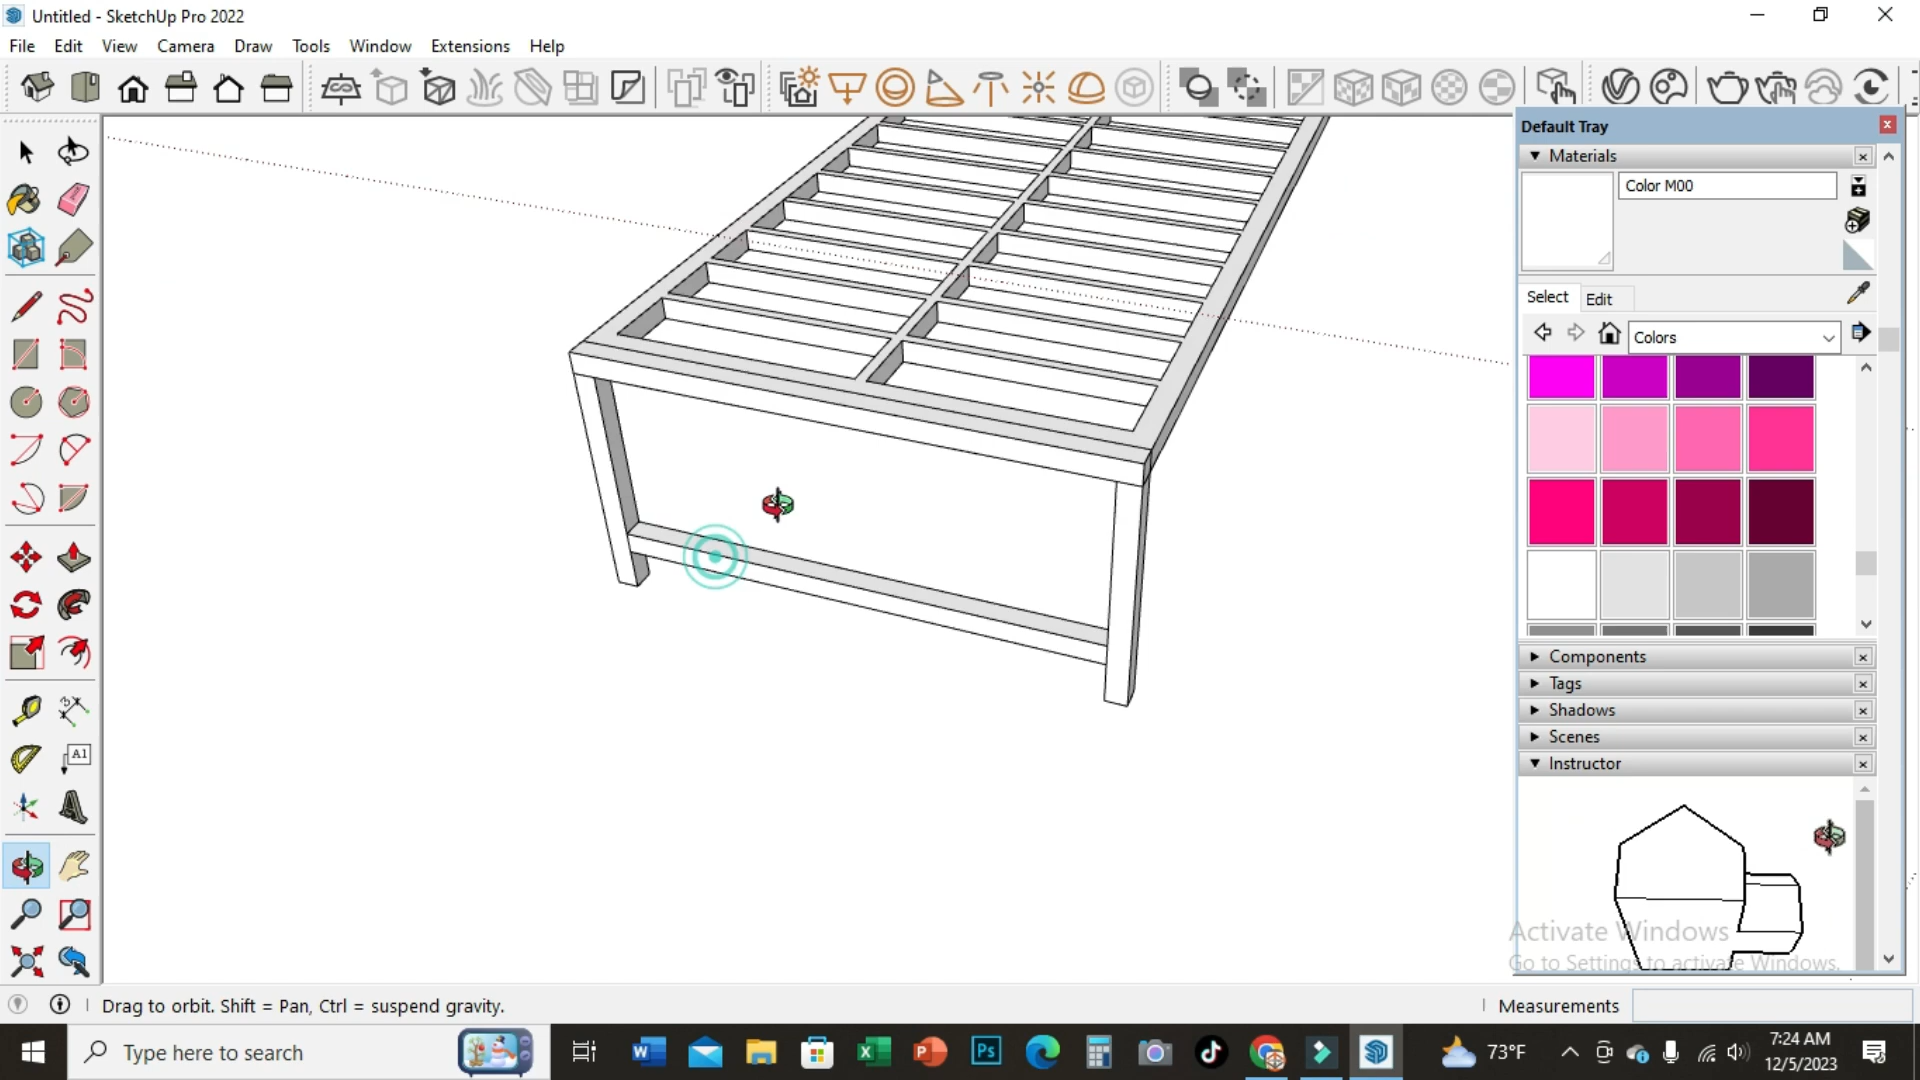 Untitled - SketchUp Pro 2022
File Edit View Camera Draw Tools Window Extensions Help
Default Tray
Materials
Color M00
Select Edit
Colors
Components
Tags
Shadows
Scenes
Instructor
A1
Activate Windows
Go to Settings to activate Windows.
Drag to orbit. Shift = Pan, Ctrl = suspend gravity.
Measurements
Type here to search
73°F
7:24 AM
12/5/2023